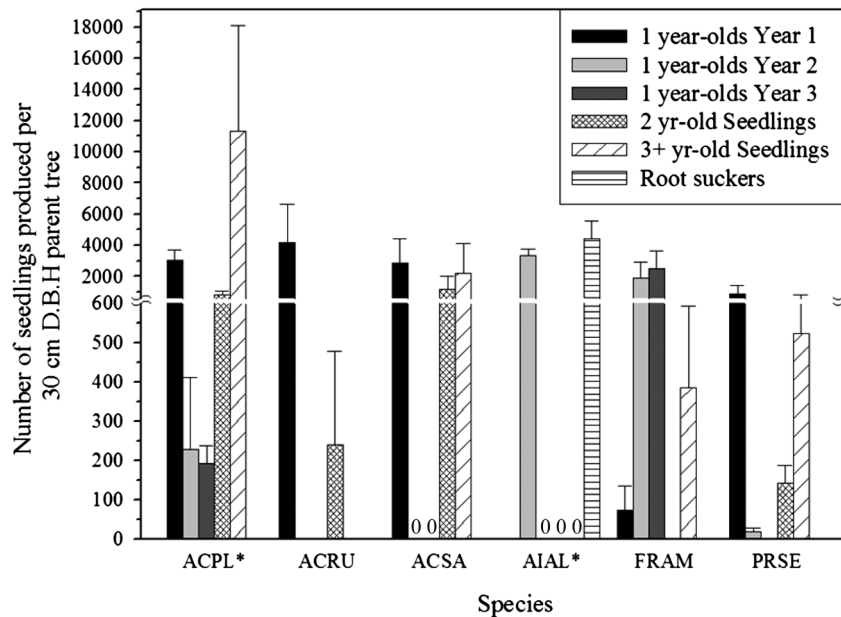 Number of seedlings produced per
30 cm D.B.H parent tree
18000
16000
14000
12000
10000
8000
6000
4000
2000
600
500
400
300
200
100
0
1 year-olds Year 1
1 year-olds Year 2
1 year-olds Year 3
2 yr-old Seedlings
3+ yr-old Seedlings
Root suckers
0 0
0 0 0
ACPL* ACRU ACSA AIAL* FRAM PRSE
Species